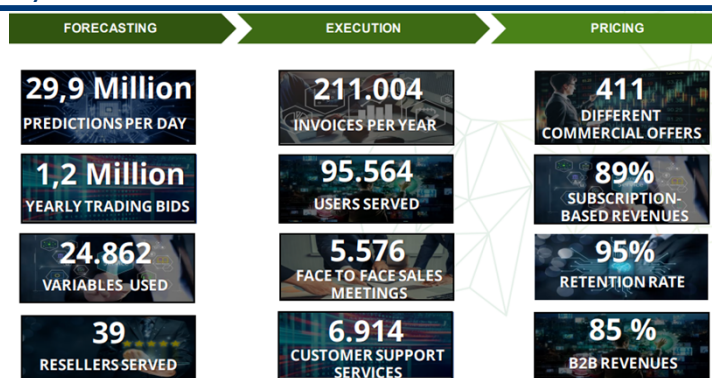 FORECASTING
EXECUTION
PRICING
29,9 Million
PREDICTIONS PER DAY
1,2 Million
YEARLY TRADING BIDS
24.862
VARIABLES USED
39
RESELLERS SERVED
211.004
INVOICES PER YEAR
95.564
USERS SERVED
5.576
FACE TO FACE SALES
MEETINGS
6.914
CUSTOMER SUPPORT
SERVICES
411
DIFFERENT
COMMERCIAL OFFERS
89%
SUBSCRIPTION-
BASED REVENUES
95%
RETENTION RATE
85 %
B2B REVENUES